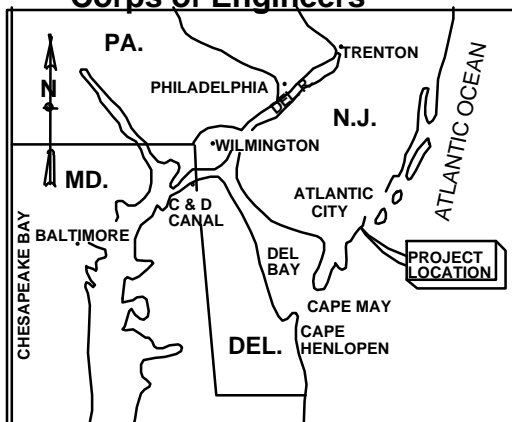 Corps of Engineers
PA.
TRENTON
PHILADELPHIA
DEL R
N
N.J.
ATLANTIC OCEAN
WILMINGTON
MD.
C & D
CANAL
ATLANTIC
CITY
BALTIMORE
CHESAPEAKE BAY
DEL
BAY
PROJECT
LOCATION
CAPE MAY
DEL.
CAPE
HENLOPEN